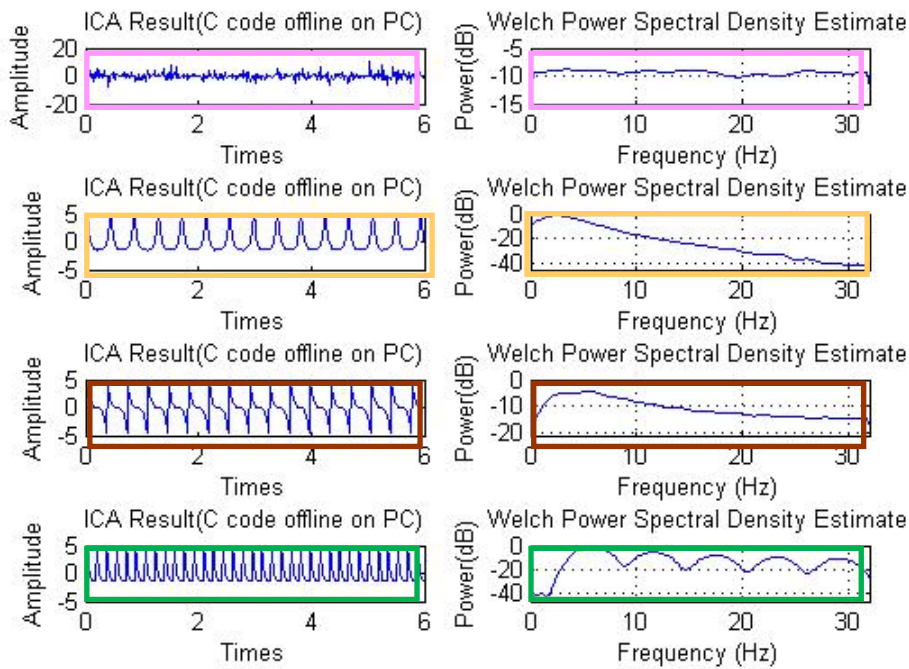 ICA Result(C code offline on PC)
Amplitude
20
0
-20
0 2 4 6
Times
Welch Power Spectral Density Estimate
Power(dB)
-5
-10
-15
0 10 20 30
Frequency (Hz)
ICA Result(C code offline on PC)
Amplitude
5
0
-5
0 2 4 6
Times
Welch Power Spectral Density Estimate
Power(dB)
0
-20
-40
0 10 20 30
Frequency (Hz)
ICA Result(C code offline on PC)
Amplitude
5
0
-5
0 2 4 6
Times
Welch Power Spectral Density Estimate
Power(dB)
0
-10
-20
0 10 20 30
Frequency (Hz)
ICA Result(C code offline on PC)
Amplitude
5
0
-5
0 2 4 6
Times
Welch Power Spectral Density Estimate
Power(dB)
0
-20
-40
0 10 20 30
Frequency (Hz)